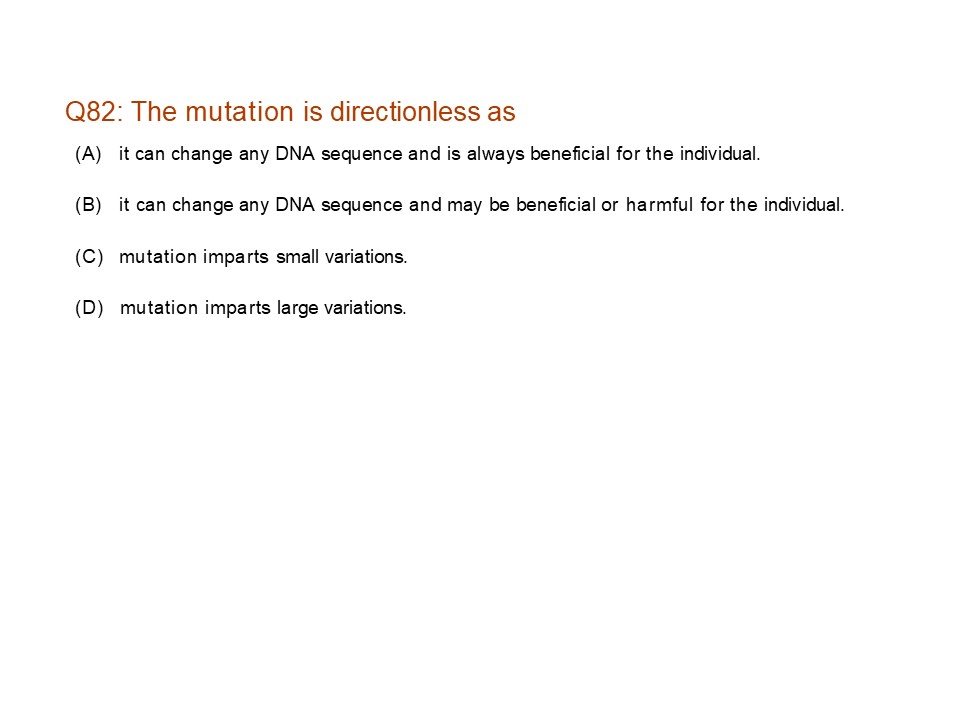 Q82: The mutation is directionless as
(A) it can change any DNA sequence and is always beneficial for the individual.
(B) it can change any DNA sequence and may be beneficial or harmful for the individual.
(C) mutation imparts small variations.
(D) mutation imparts large variations.